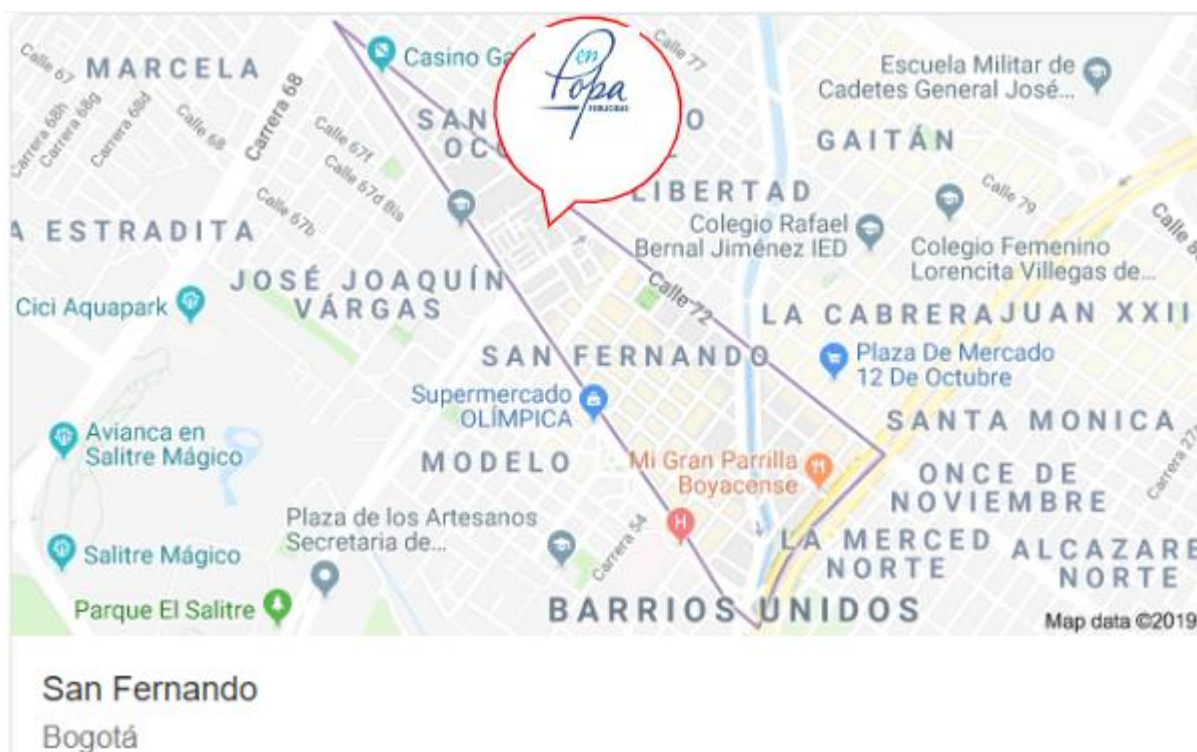 Calle 67
MARCELA
Carrera 68h
Carrera 68g
Carrera 68d
Calle 68
Carrera 68
Casino Ga
en
Popa
PUBLICIDAD
Calle 77
Escuela Militar de
Cadetes General José...
SAN
O
OC
L
GAITÁN
Calle 67f
Calle 67d Bis
Calle 67b
LIBERTAD
Calle 79
Colegio Rafael
Bernal Jiménez IED
Colegio Femenino
Lorencita Villegas de...
A ESTRADITA
JOSÉ JOAQUÍN
VÁRGAS
Cici Aquapark
Calle 72
LA CABRERA
JUAN XXII
SAN FERNANDO
Plaza De Mercado
12 De Octubre
Supermercado
OLÍMPICA
SANTA MONICA
Avianca en
Salitre Mágico
MODELO
Mi Gran Parrilla
Boyacense
ONCE DE
NOVIEMBRE
Plaza de los Artesanos
Secretaria de...
Carrera 54
LA MERCED
NORTE
ALCAZARE
NORTE
Salitre Mágico
Parque El Salitre
BARRIOS UNIDOS
Map data ©2019
San Fernando
Bogotá